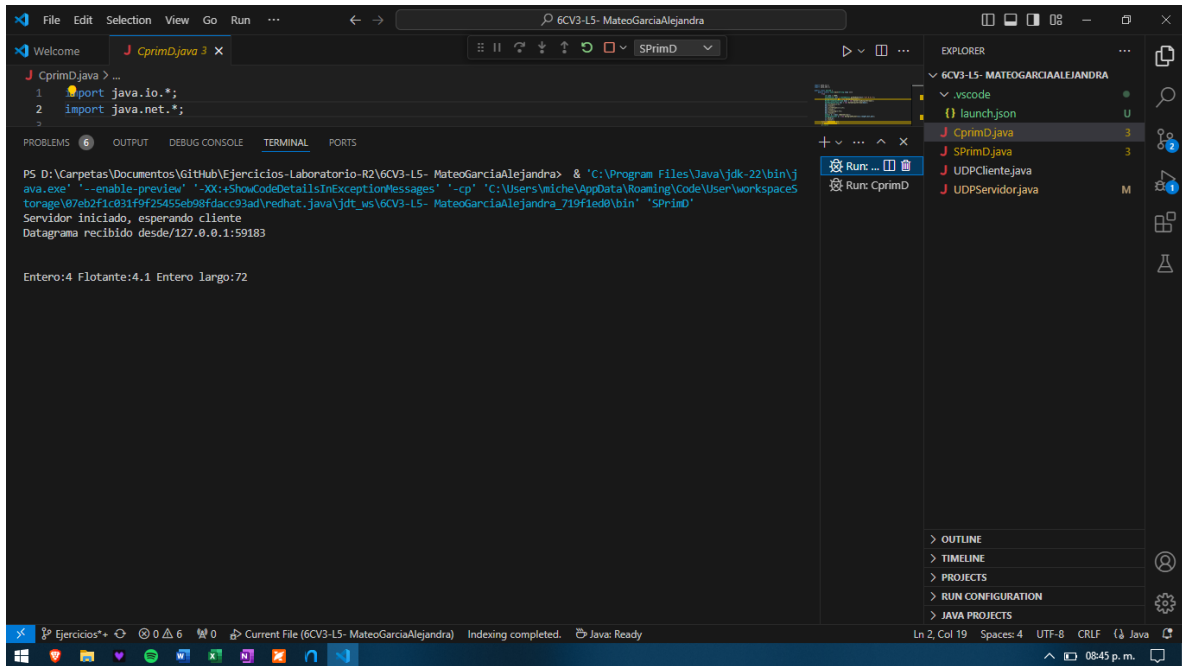 File Edit Selection View Go Run ··· 6CV3-L5- MateoGarciaAlejandra
Welcome J CprimD.java 3 SPrimD
J CprimD.java > ...
1 import java.io.*;
2 import java.net.*;
3
PROBLEMS 6 OUTPUT DEBUG CONSOLE TERMINAL PORTS
PS D:\Carpetas\Documentos\GitHub\Ejercicios-Laboratorio-R2\6CV3-L5- MateoGarciaAlejandra> & 'C:\Program Files\Java\jdk-22\bin\j
ava.exe' '--enable-preview' '-XX:+ShowCodeDetailsInExceptionMessages' '-cp' 'C:\Users\miche\AppData\Roaming\Code\User\workspaceS
torage\07eb2f1c031f9f25455eb98fdacc93ad\redhat.java\jdt_ws\6CV3-L5- MateoGarciaAlejandra_719f1ed0\bin' 'SPrimD'
Servidor iniciado, esperando cliente
Datagrama recibido desde/127.0.0.1:59183
Entero:4 Flotante:4.1 Entero largo:72
Run: ...
Run: CprimD
EXPLORER ···
6CV3-L5- MATEOGARCIAALEJANDRA
.vscode
{} launch.json U
J CprimD.java 3
J SPrimD.java 3
J UDPCliente.java
J UDPServidor.java M
2
1
> OUTLINE
> TIMELINE
> PROJECTS
> RUN CONFIGURATION
> JAVA PROJECTS
Ejercicios*+ 0 6 0 Current File (6CV3-L5- MateoGarciaAlejandra) Indexing completed. Java: Ready Ln 2, Col 19 Spaces: 4 UTF-8 CRLF {} Java
08:45 p. m.